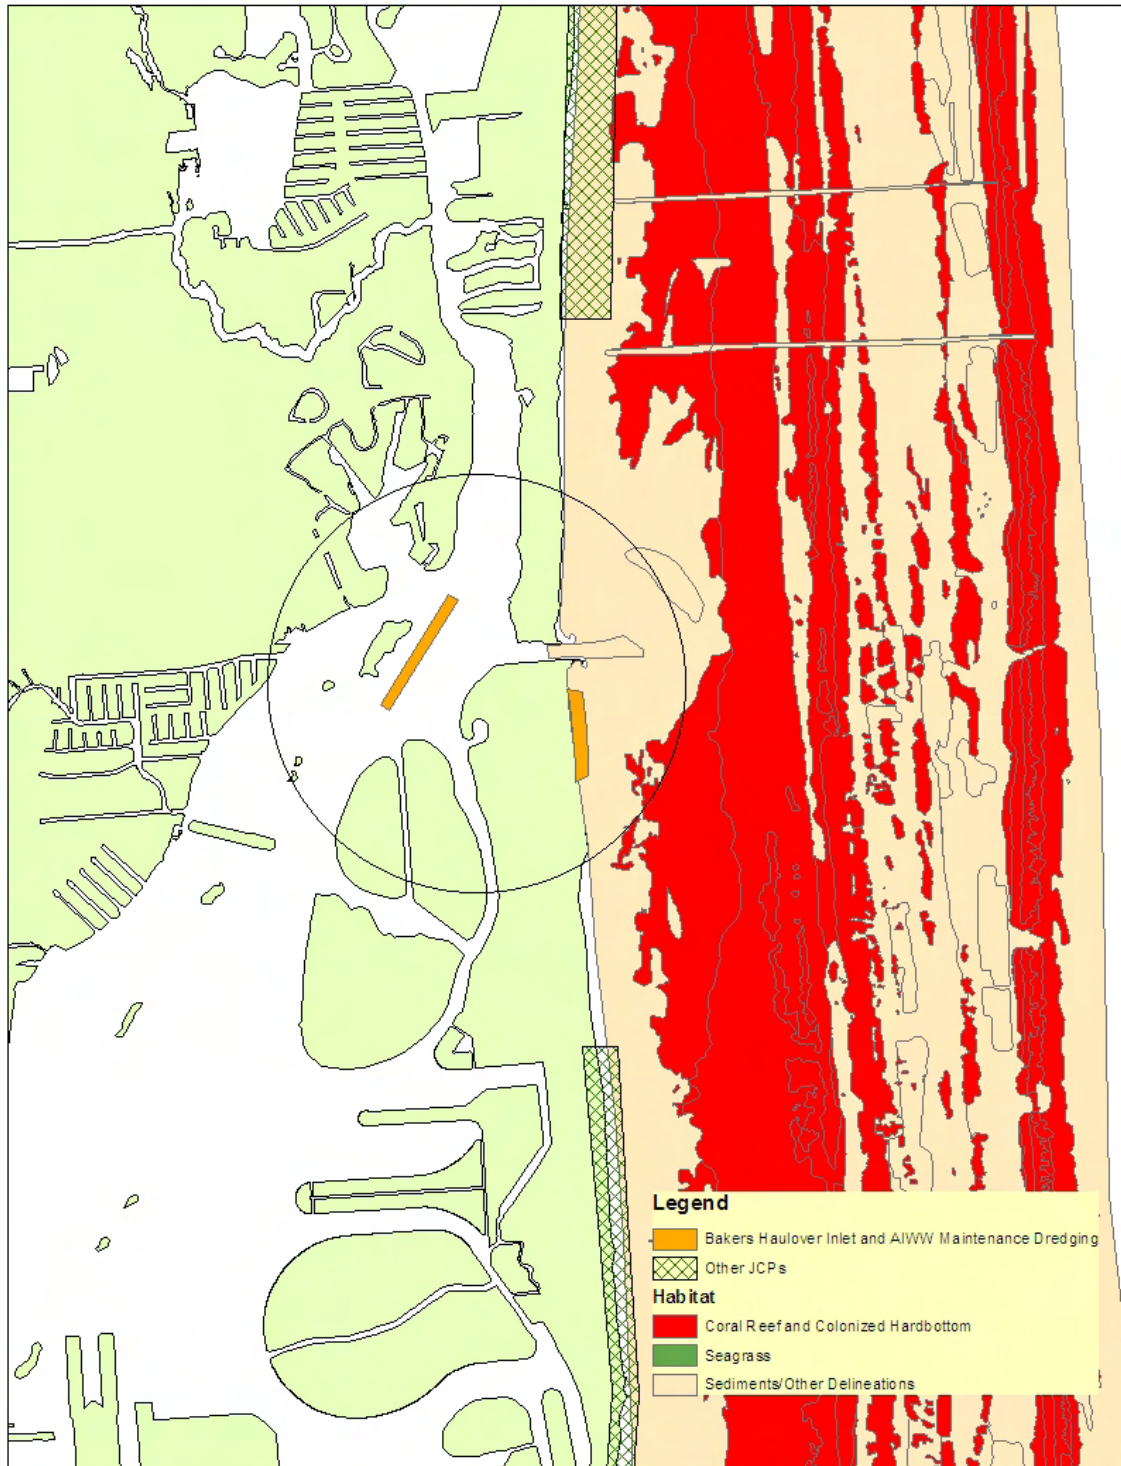 Legend
Bakers Haulover Inlet and AIWW Maintenance Dredging
Other JCPs
Habitat
Coral Reef and Colonized Hardbottom
Seagrass
Sediments/Other Delineations